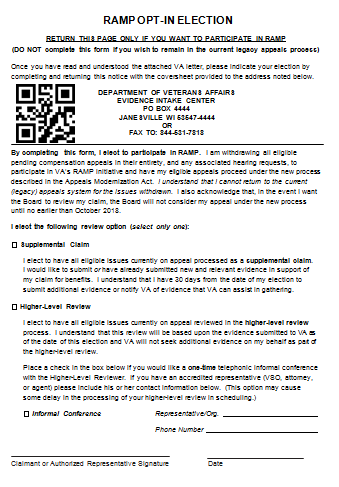 RAMP OPT-IN ELECTION
RETURN THIS PAGE ONLY IF YOU WANT TO PARTICIPATE IN RAMP
(DO NOT complete this form if you wish to remain in the current legacy appeals process)
Once you have read and understood the attached VA letter, please indicate your election by
completing and returning this notice with the coversheet provided to the address noted below.
DEPARTMENT OF VETERANS AFFAIRS
EVIDENCE INTAKE CENTER
PO BOX 4444
JANESVILLE WI 53547-4444
OR
FAX TO: 844-531-7818
By completing this form, I elect to participate in RAMP. I am withdrawing all eligible
pending compensation appeals in their entirety, and any associated hearing requests, to
participate in VA's RAMP initiative and have my eligible appeals proceed under the new process
described in the Appeals Modernization Act. I understand that I cannot return to the current
(legacy) appeals system for the issues withdrawn. I also acknowledge that, in the event I want
the Board to review my claim, the Board will not consider my appeal under the new process
until no earlier than October 2018.
I elect the following review option (select only one):
Supplemental Claim
I elect to have all eligible issues currently on appeal processed as a supplemental claim.
I would like to submit or have already submitted new and relevant evidence in support of
my claim for benefits. I understand that I have 30 days from the date of my election to
submit additional evidence or notify VA of evidence that VA can assist in gathering.
Higher-Level Review
I elect to have all eligible issues currently on appeal reviewed in the higher-level review
process. I understand that this review will be based upon the evidence submitted to VA as
of the date of this election and VA will not seek additional evidence on my behalf as part of
the higher-level review.
Place a check in the box below if you would like a one-time telephonic informal conference
with the Higher-Level Reviewer. If you have an accredited representative (VSO, attorney,
or agent) please include his or her contact information below. (This option may cause
some delay in the processing of your higher-level review in scheduling.)
Informal Conference Representative/Org.
Phone Number
Claimant or Authorized Representative Signature Date